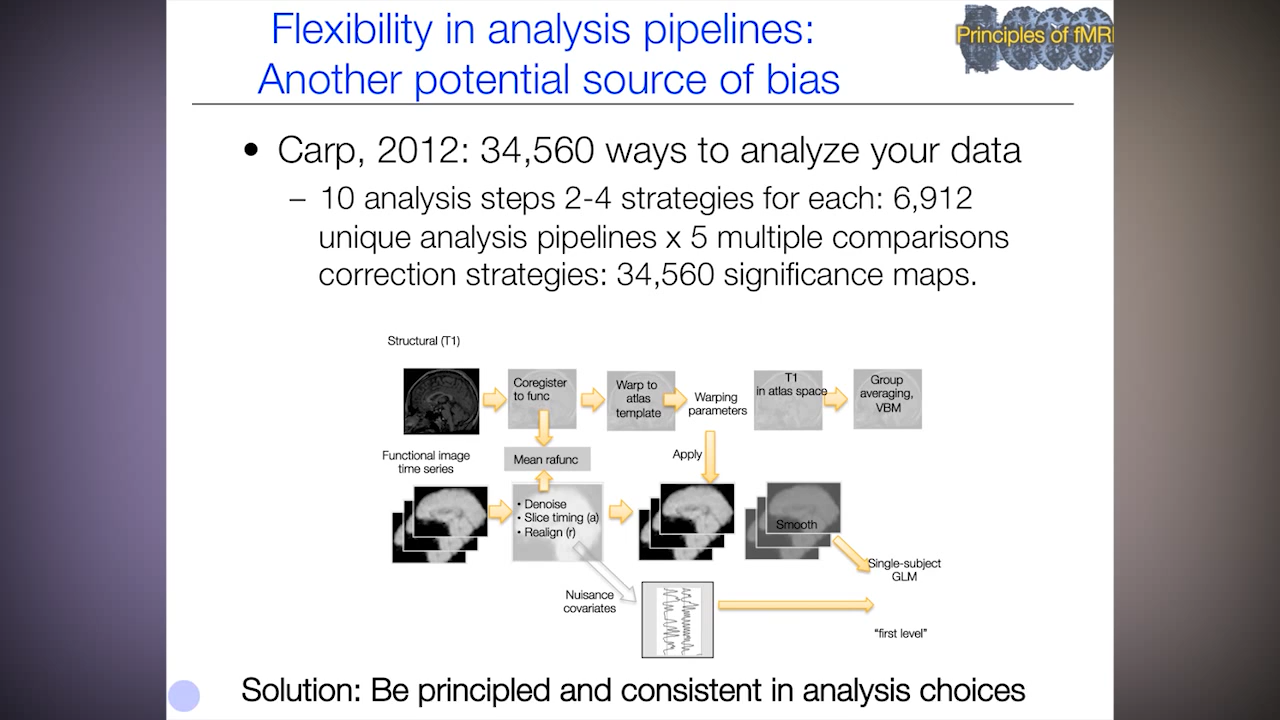 Flexibility in analysis pipelines:
Another potential source of bias
Principles of fMRI
• Carp, 2012: 34,560 ways to analyze your data
– 10 analysis steps 2-4 strategies for each: 6,912
unique analysis pipelines x 5 multiple comparisons
correction strategies: 34,560 significance maps.
Structural (T1)
Coregister
to func
Warp to
atlas
template
Warping
parameters
T1
in atlas space
Group
averaging,
VBM
Functional image
time series
Mean rafunc
Apply
• Denoise
• Slice timing (a)
• Realign (r)
Smooth
Single-subject
GLM
Nuisance
covariates
“first level”
Solution: Be principled and consistent in analysis choices